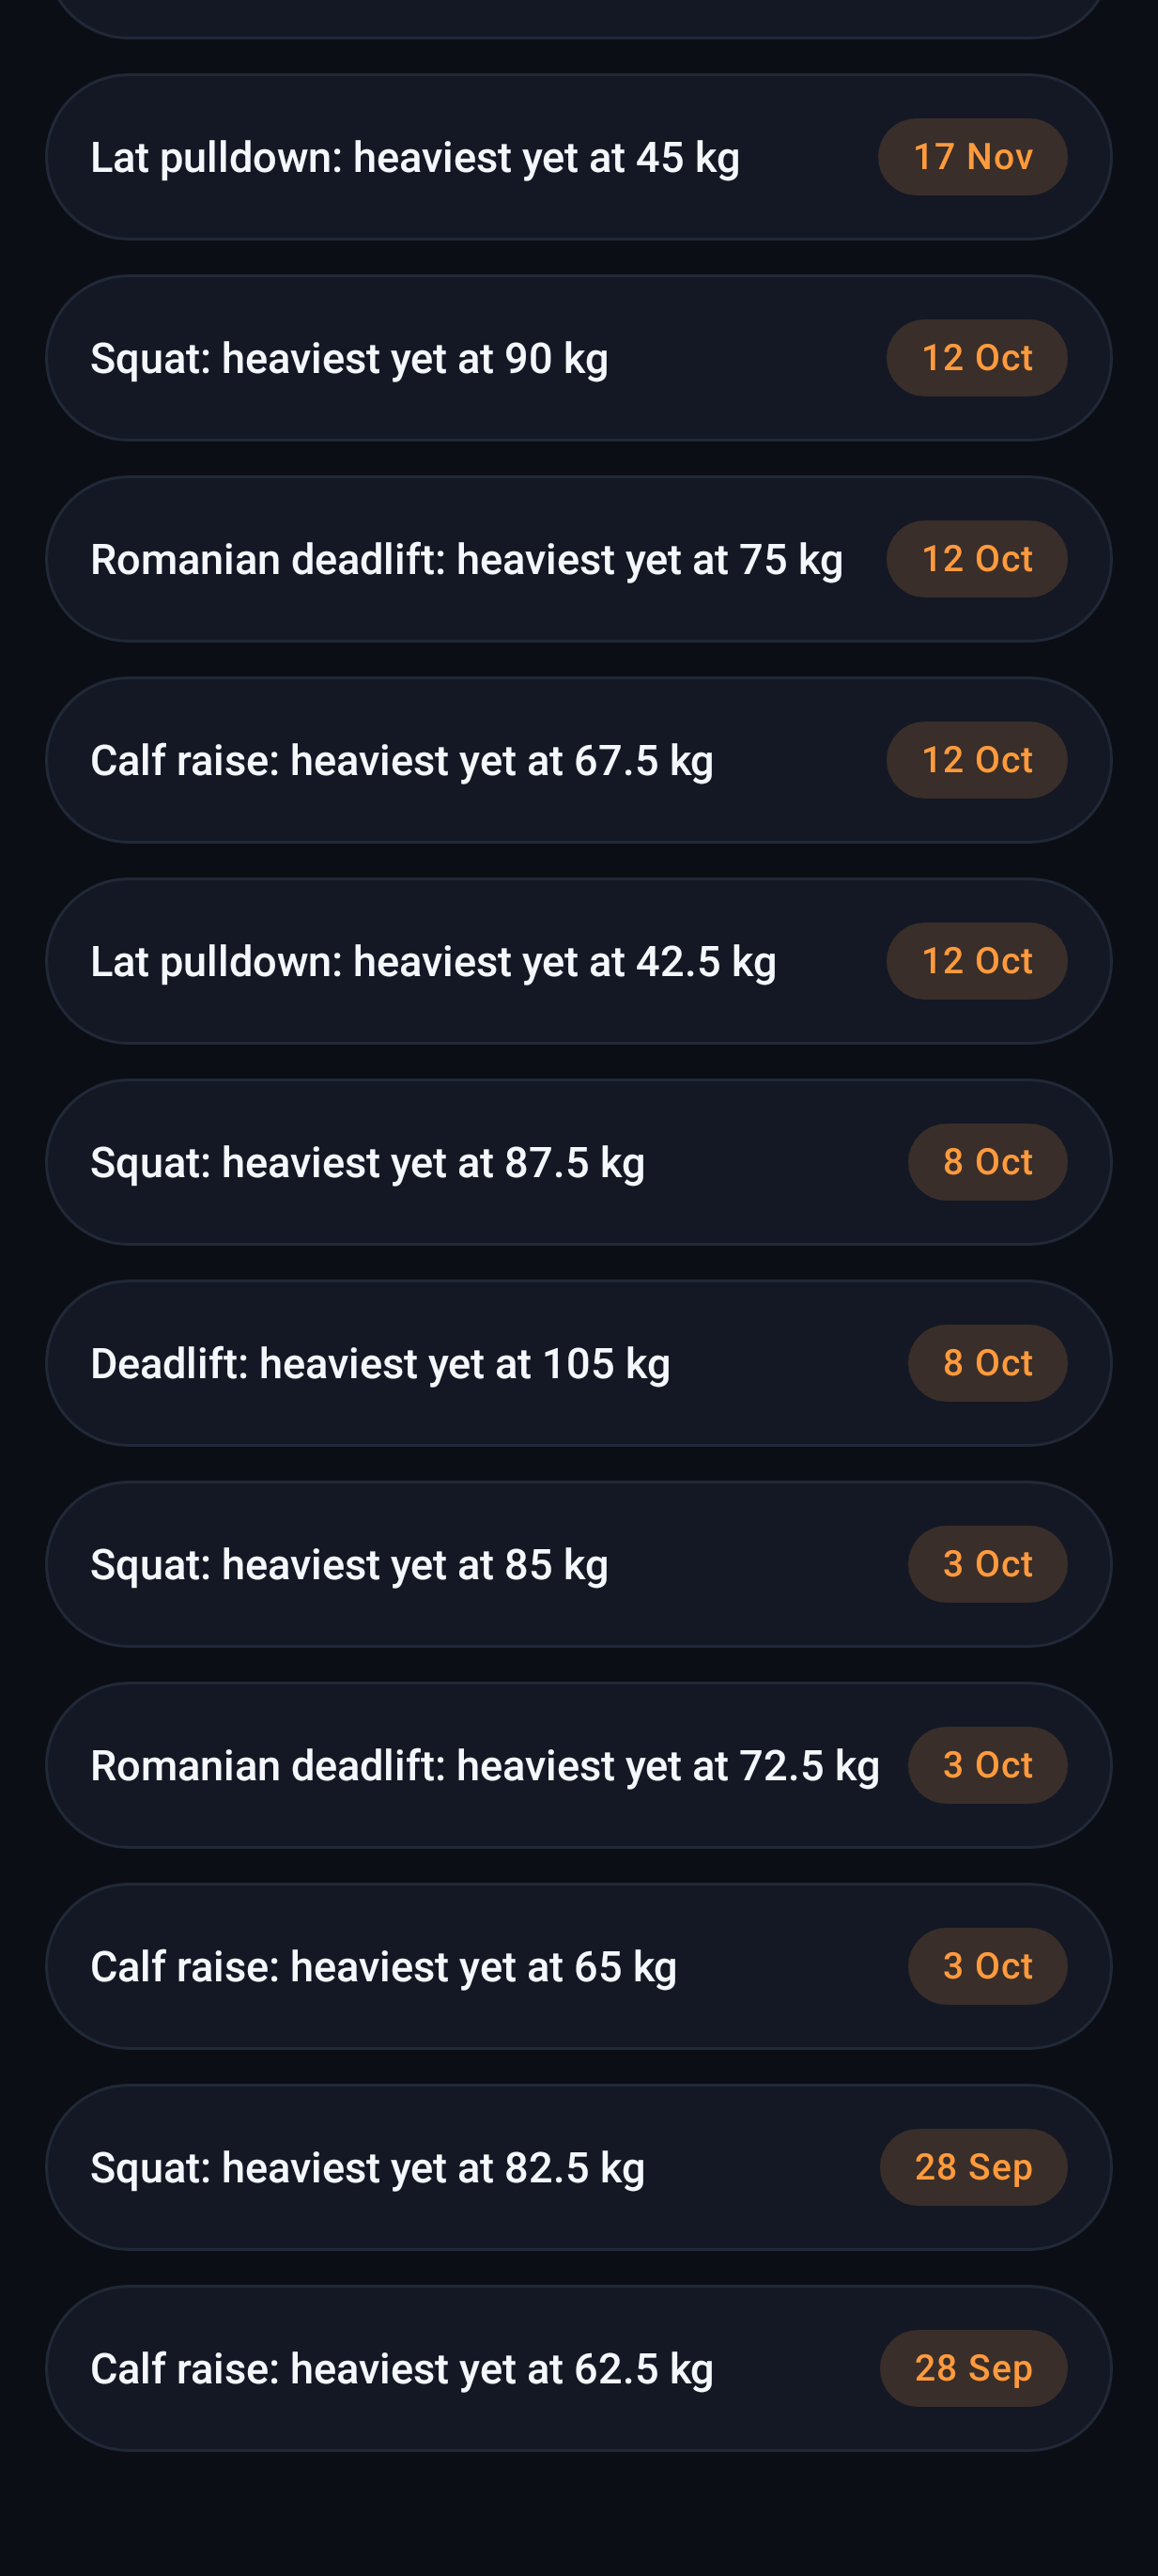 Lat pulldown: heaviest yet at 45 kg 17 Nov
Squat: heaviest yet at 90 kg 12 Oct
Romanian deadlift: heaviest yet at 75 kg 12 Oct
Calf raise: heaviest yet at 67.5 kg 12 Oct
Lat pulldown: heaviest yet at 42.5 kg 12 Oct
Squat: heaviest yet at 87.5 kg 8 Oct
Deadlift: heaviest yet at 105 kg 8 Oct
Squat: heaviest yet at 85 kg 3 Oct
Romanian deadlift: heaviest yet at 72.5 kg 3 Oct
Calf raise: heaviest yet at 65 kg 3 Oct
Squat: heaviest yet at 82.5 kg 28 Sep
Calf raise: heaviest yet at 62.5 kg 28 Sep